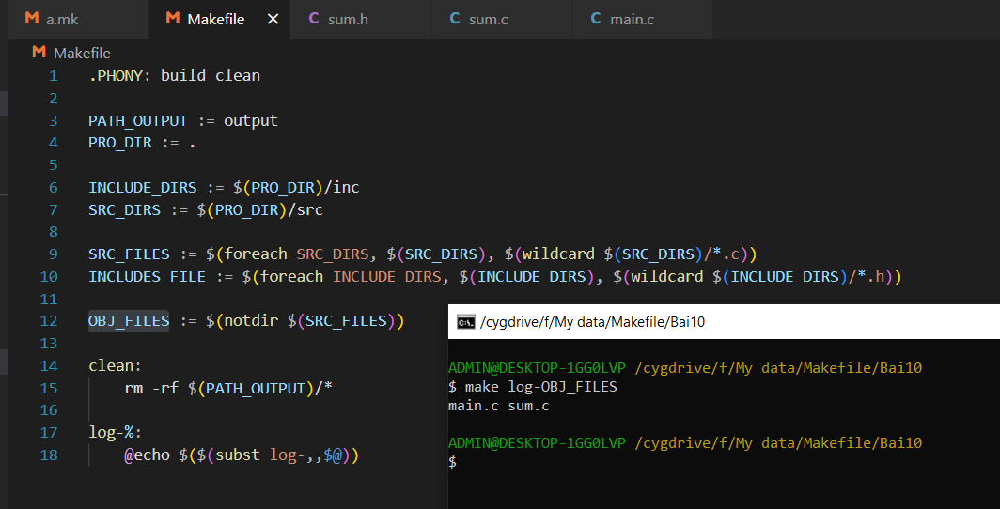 M a.mk M Makefile × C sum.h C sum.c C main.c
M Makefile
1 .PHONY: build clean
2
3 PATH_OUTPUT := output
4 PRO_DIR := .
5
6 INCLUDE_DIRS := $(PRO_DIR)/inc
7 SRC_DIRS := $(PRO_DIR)/src
8
9 SRC_FILES := $(foreach SRC_DIRS, $(SRC_DIRS), $(wildcard $(SRC_DIRS)/*.c))
10 INCLUDES_FILE := $(foreach INCLUDE_DIRS, $(INCLUDE_DIRS), $(wildcard $(INCLUDE_DIRS)/*.h))
11
12 OBJ_FILES := $(notdir $(SRC_FILES))
13
14 clean:
15 rm -rf $(PATH_OUTPUT)/*
16
17 log-%:
18 @echo $($(subst log-,,$@))
/cygdrive/f/My data/Makefile/Bai10
ADMIN@DESKTOP-1GG0LVP /cygdrive/f/My data/Makefile/Bai10
$ make log-OBJ_FILES
main.c sum.c
ADMIN@DESKTOP-1GG0LVP /cygdrive/f/My data/Makefile/Bai10
$